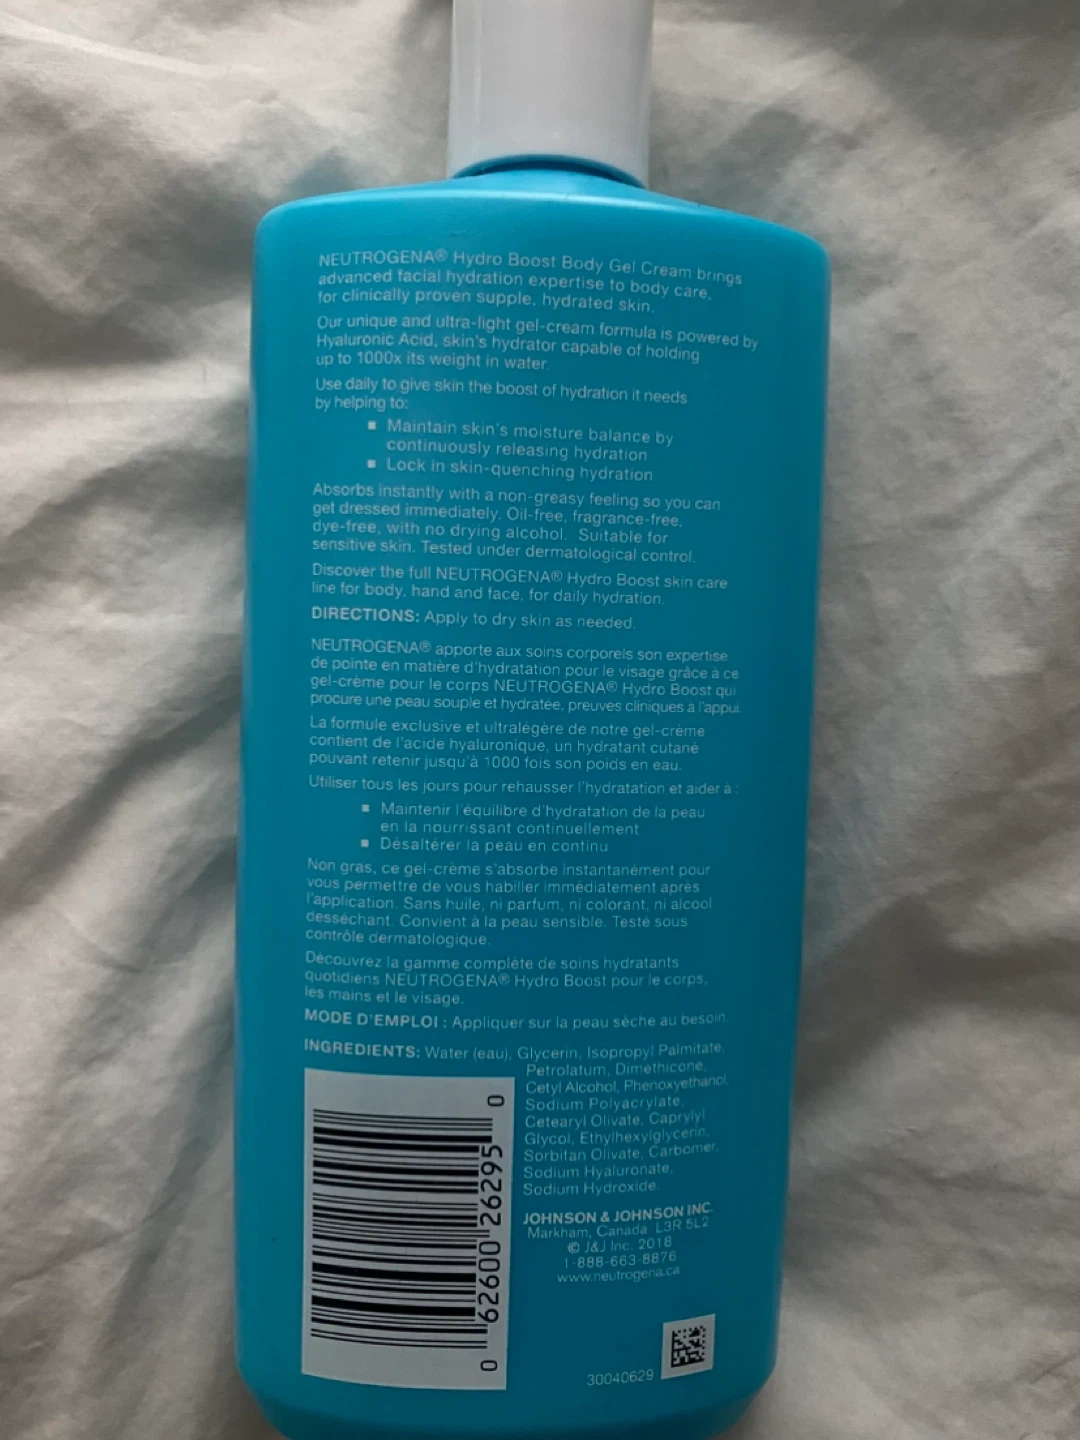 NEUTROGENA® Hydro Boost Body Gel Cream brings
advanced facial hydration expertise to body care,
for clinically proven supple, hydrated skin.
Our unique and ultra-light gel-cream formula is powered by
Hyaluronic Acid, skin's hydrator capable of holding
up to 1000x its weight in water.
Use daily to give skin the boost of hydration it needs
by helping to:
▪ Maintain skin's moisture balance by
continuously releasing hydration
▪ Lock in skin-quenching hydration
Absorbs instantly with a non-greasy feeling so you can
get dressed immediately. Oil-free, fragrance-free,
dye-free, with no drying alcohol. Suitable for
sensitive skin. Tested under dermatological control.
Discover the full NEUTROGENA® Hydro Boost skin care
line for body, hand and face, for daily hydration.
DIRECTIONS: Apply to dry skin as needed.
NEUTROGENA® apporte aux soins corporels son expertise
de pointe en matière d'hydratation pour le visage grâce à ce
gel-crème pour le corps NEUTROGENA® Hydro Boost qui
procure une peau souple et hydratée, preuves cliniques à l'appui.
La formule exclusive et ultralégère de notre gel-crème
contient de l'acide hyaluronique, un hydratant cutané
pouvant retenir jusqu'à 1000 fois son poids en eau.
Utiliser tous les jours pour rehausser l'hydratation et aider à :
▪ Maintenir l'équilibre d'hydratation de la peau
en la nourrissant continuellement
▪ Désaltérer la peau en continu
Non gras, ce gel-crème s'absorbe instantanément pour
vous permettre de vous habiller immédiatement après
l'application. Sans huile, ni parfum, ni colorant, ni alcool
desséchant. Convient à la peau sensible. Testé sous
contrôle dermatologique.
Découvrez la gamme complète de soins hydratants
quotidiens NEUTROGENA® Hydro Boost pour le corps,
les mains et le visage.
MODE D'EMPLOI : Appliquer sur la peau sèche au besoin.
INGREDIENTS: Water (eau), Glycerin, Isopropyl Palmitate,
Petrolatum, Dimethicone,
Cetyl Alcohol, Phenoxyethanol,
Sodium Polyacrylate,
Cetearyl Olivate, Caprylyl
Glycol, Ethylhexylglycerin,
Sorbitan Olivate, Carbomer,
Sodium Hyaluronate,
Sodium Hydroxide.
0 62600 26295 0
JOHNSON & JOHNSON INC.
Markham, Canada L3R 5L2
© J&J Inc. 2018
1-888-663-8876
www.neutrogena.ca
30040629